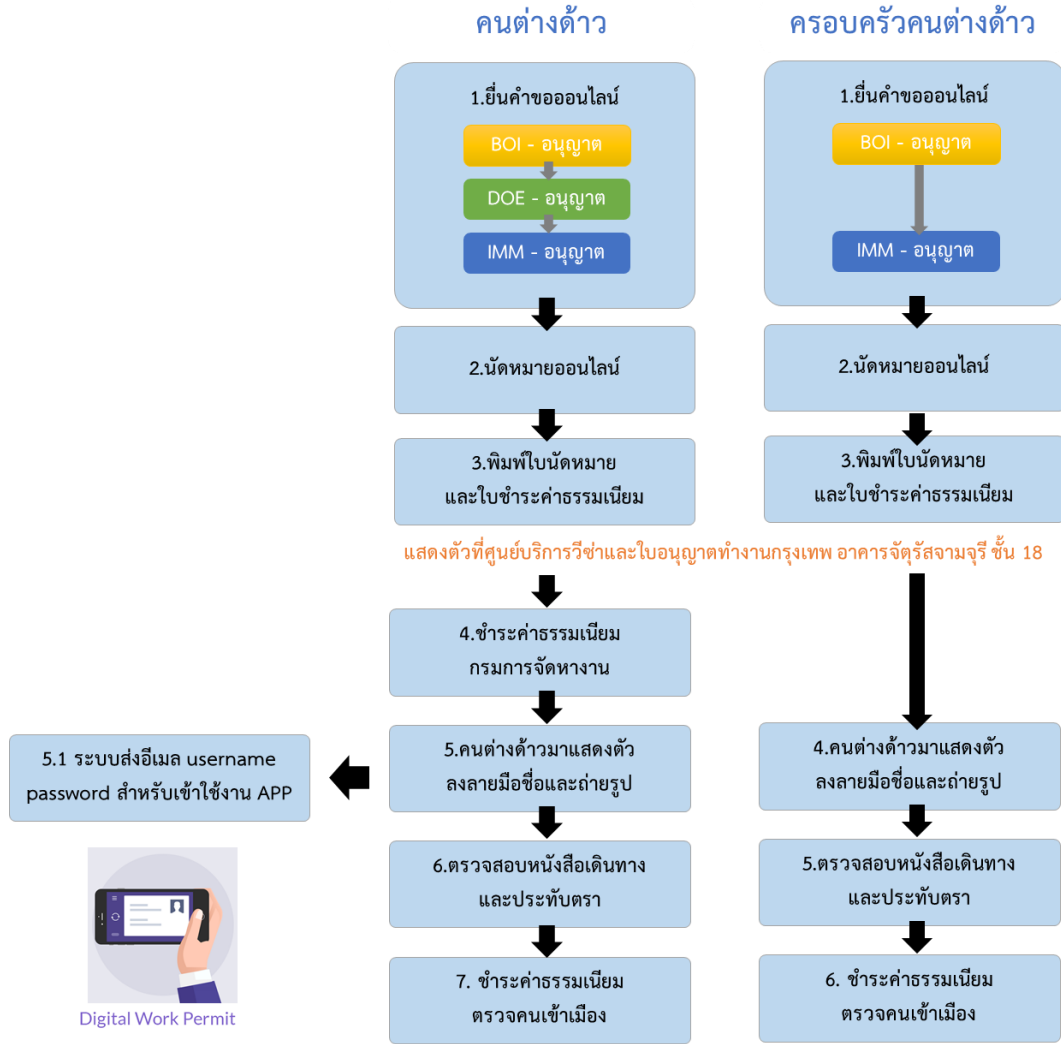 คนต่างด้าว
1.ยื่นคำขอออนไลน์
BOI - อนุญาต
DOE - อนุญาต
IMM - อนุญาต
2.นัดหมายออนไลน์
3.พิมพ์ใบนัดหมาย
และใบชำระค่าธรรมเนียม
ครอบครัวคนต่างด้าว
1.ยื่นคำขอออนไลน์
BOI - อนุญาต
IMM - อนุญาต
2.นัดหมายออนไลน์
3.พิมพ์ใบนัดหมาย
และใบชำระค่าธรรมเนียม
แสดงตัวที่ศูนย์บริการวีซ่าและใบอนุญาตทำงานกรุงเทพ อาคารจัตุรัสจามจุรี ชั้น 18
4.ชำระค่าธรรมเนียม
กรมการจัดหางาน
5.คนต่างด้าวมาแสดงตัว
ลงลายมือชื่อและถ่ายรูป
5.1 ระบบส่งอีเมล username
password สำหรับเข้าใช้งาน APP
Digital Work Permit
6.ตรวจสอบหนังสือเดินทาง
และประทับตรา
7. ชำระค่าธรรมเนียม
ตรวจคนเข้าเมือง
4.คนต่างด้าวมาแสดงตัว
ลงลายมือชื่อและถ่ายรูป
5.ตรวจสอบหนังสือเดินทาง
และประทับตรา
6. ชำระค่าธรรมเนียม
ตรวจคนเข้าเมือง